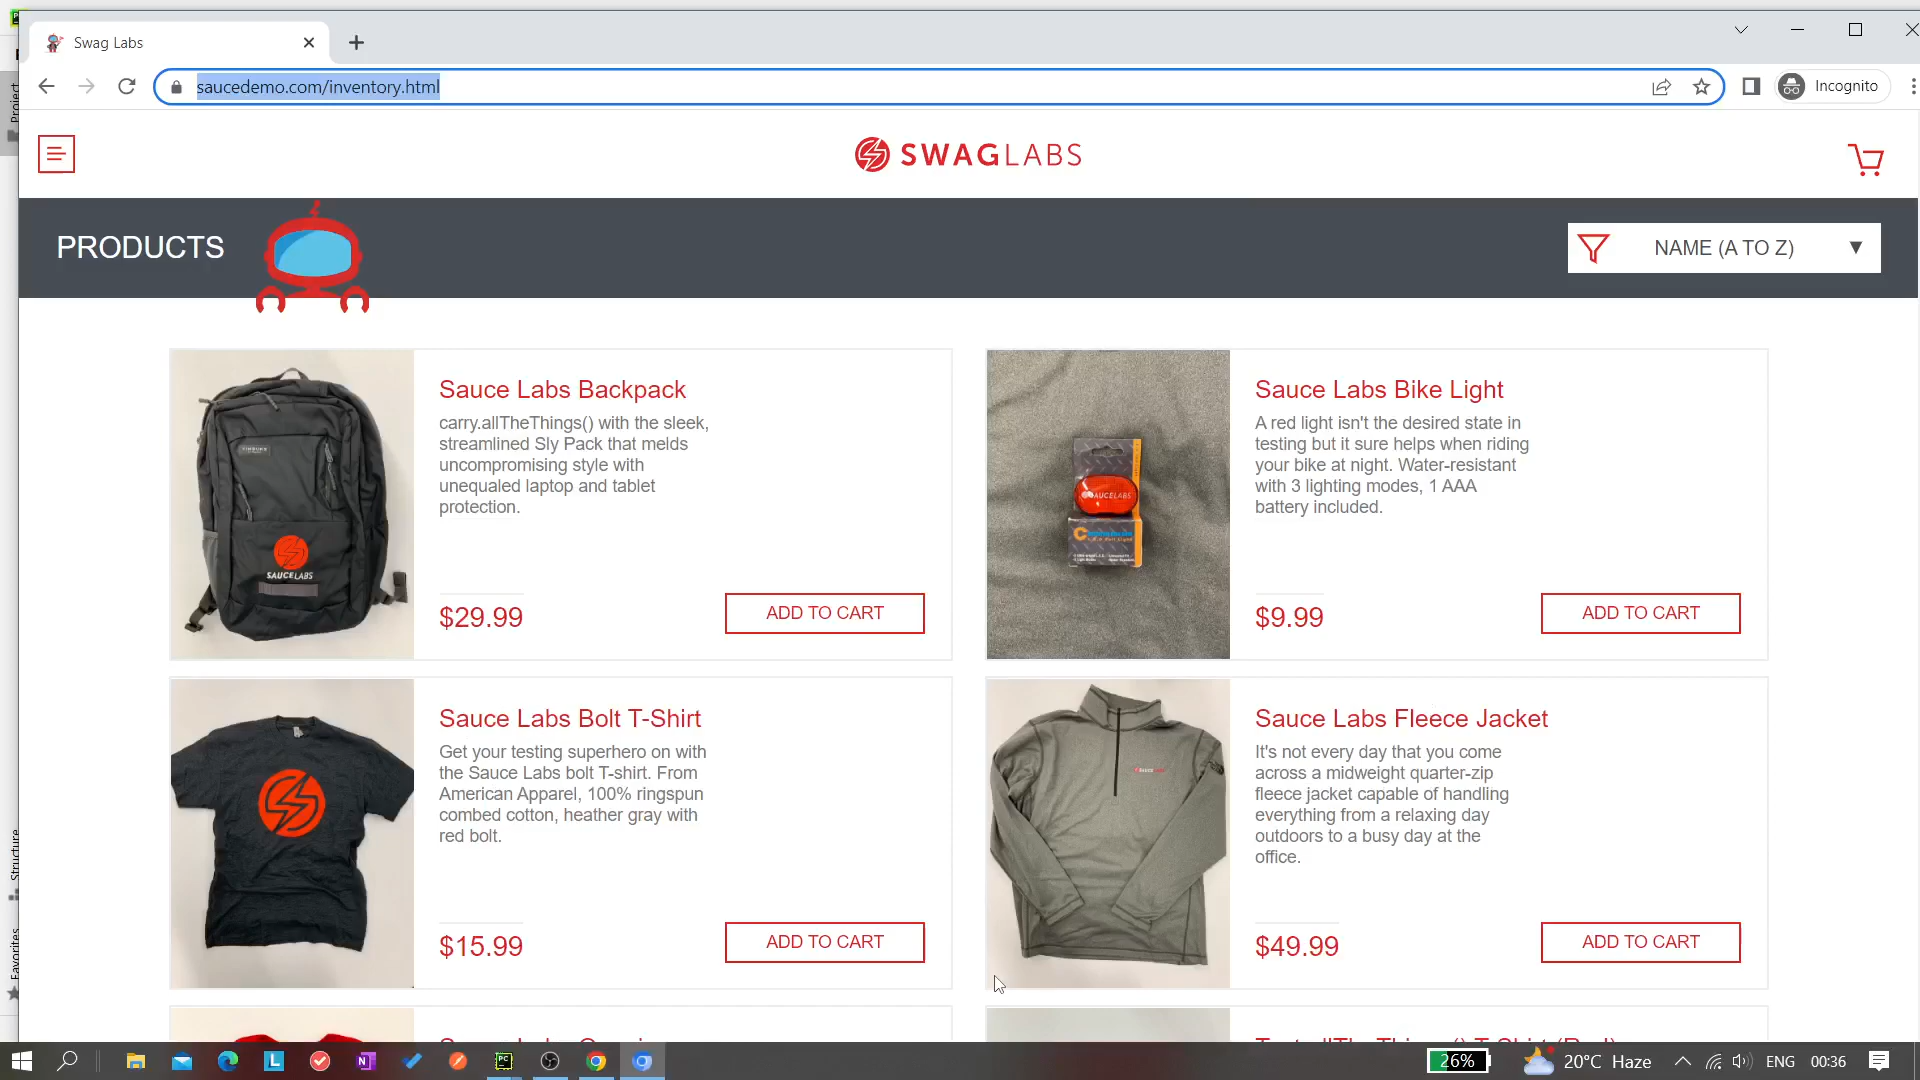 Swag Labs
saucedemo.com/inventory.html
Incognito
Project
SWAGLABS
PRODUCTS
NAME (A TO Z) ▼
Sauce Labs Backpack
carry.allTheThings() with the sleek,
streamlined Sly Pack that melds
uncompromising style with
unequaled laptop and tablet
protection.
SAUCELABS
$29.99
ADD TO CART
Sauce Labs Bike Light
A red light isn't the desired state in
testing but it sure helps when riding
your bike at night. Water-resistant
with 3 lighting modes, 1 AAA
battery included.
SAUCELABS
$9.99
ADD TO CART
Sauce Labs Bolt T-Shirt
Get your testing superhero on with
the Sauce Labs bolt T-shirt. From
American Apparel, 100% ringspun
combed cotton, heather gray with
red bolt.
$15.99
ADD TO CART
Sauce Labs Fleece Jacket
It's not every day that you come
across a midweight quarter-zip
fleece jacket capable of handling
everything from a relaxing day
outdoors to a busy day at the
office.
$49.99
ADD TO CART
Structure
Favorites
26%
20°C Haze
ENG
00:36